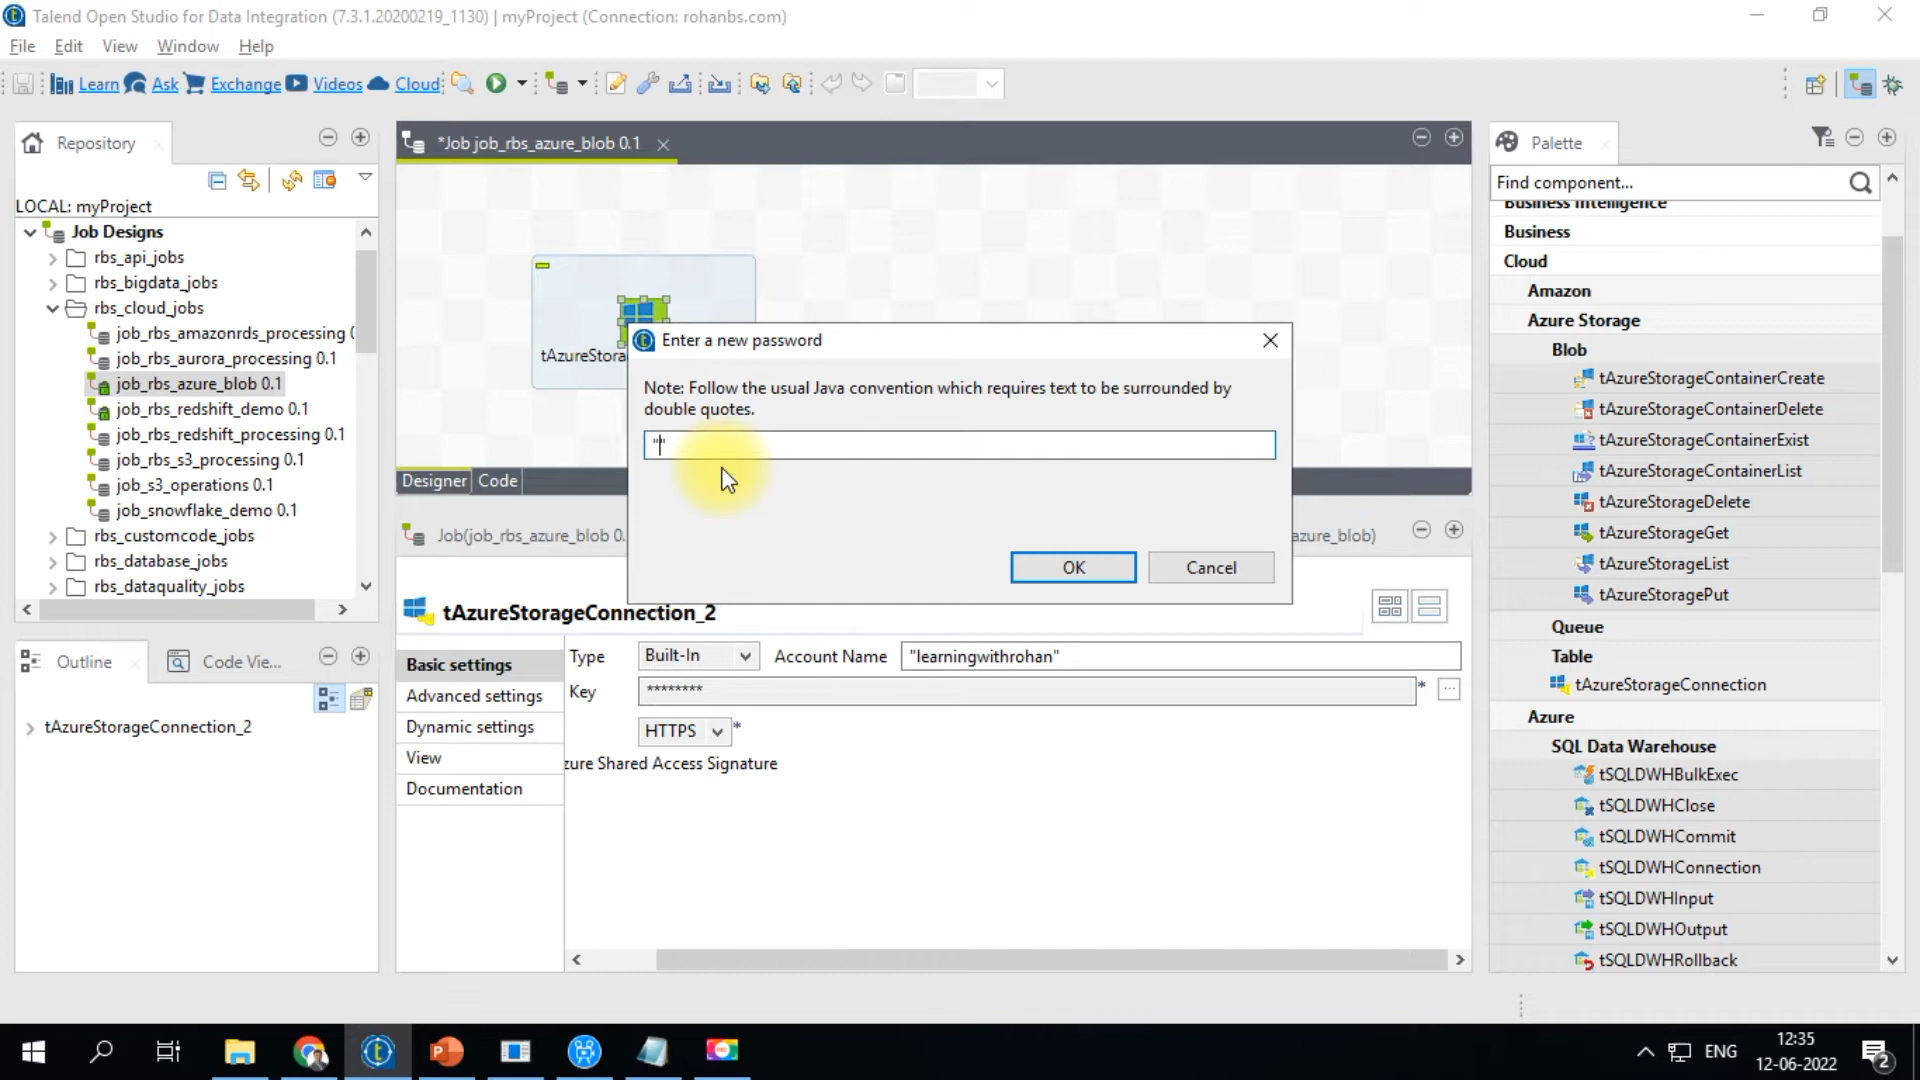 Talend Open Studio for Data Integration (7.3.1.20200219_1130) | myProject (Connection: rohanbs.com)
File Edit View Window Help
Learn Ask Exchange Videos Cloud
Repository
LOCAL: myProject
Job Designs
rbs_api_jobs
rbs_bigdata_jobs
rbs_cloud_jobs
job_rbs_amazonrds_processing (
job_rbs_aurora_processing 0.1
job_rbs_azure_blob 0.1
job_rbs_redshift_demo 0.1
job_rbs_redshift_processing 0.1
job_rbs_s3_processing 0.1
job_s3_operations 0.1
job_snowflake_demo 0.1
rbs_customcode_jobs
rbs_database_jobs
rbs_dataquality_jobs
Outline
Code Vie...
tAzureStorageConnection_2
*Job job_rbs_azure_blob 0.1
tAzureStora
Designer
Code
Enter a new password
Note: Follow the usual Java convention which requires text to be surrounded by
double quotes.
""
OK
Cancel
Job(job_rbs_azure_blob 0.
azure_blob)
tAzureStorageConnection_2
Basic settings
Advanced settings
Dynamic settings
View
Documentation
Type
Built-In
Account Name
"learningwithrohan"
Key
********
*
...
HTTPS
*
zure Shared Access Signature
Palette
Find component...
Business Intelligence
Business
Cloud
Amazon
Azure Storage
Blob
tAzureStorageContainerCreate
tAzureStorageContainerDelete
tAzureStorageContainerExist
tAzureStorageContainerList
tAzureStorageDelete
tAzureStorageGet
tAzureStorageList
tAzureStoragePut
Queue
Table
tAzureStorageConnection
Azure
SQL Data Warehouse
tSQLDWHBulkExec
tSQLDWHClose
tSQLDWHCommit
tSQLDWHConnection
tSQLDWHInput
tSQLDWHOutput
tSQLDWHRollback
ENG
12:35
12-06-2022
2